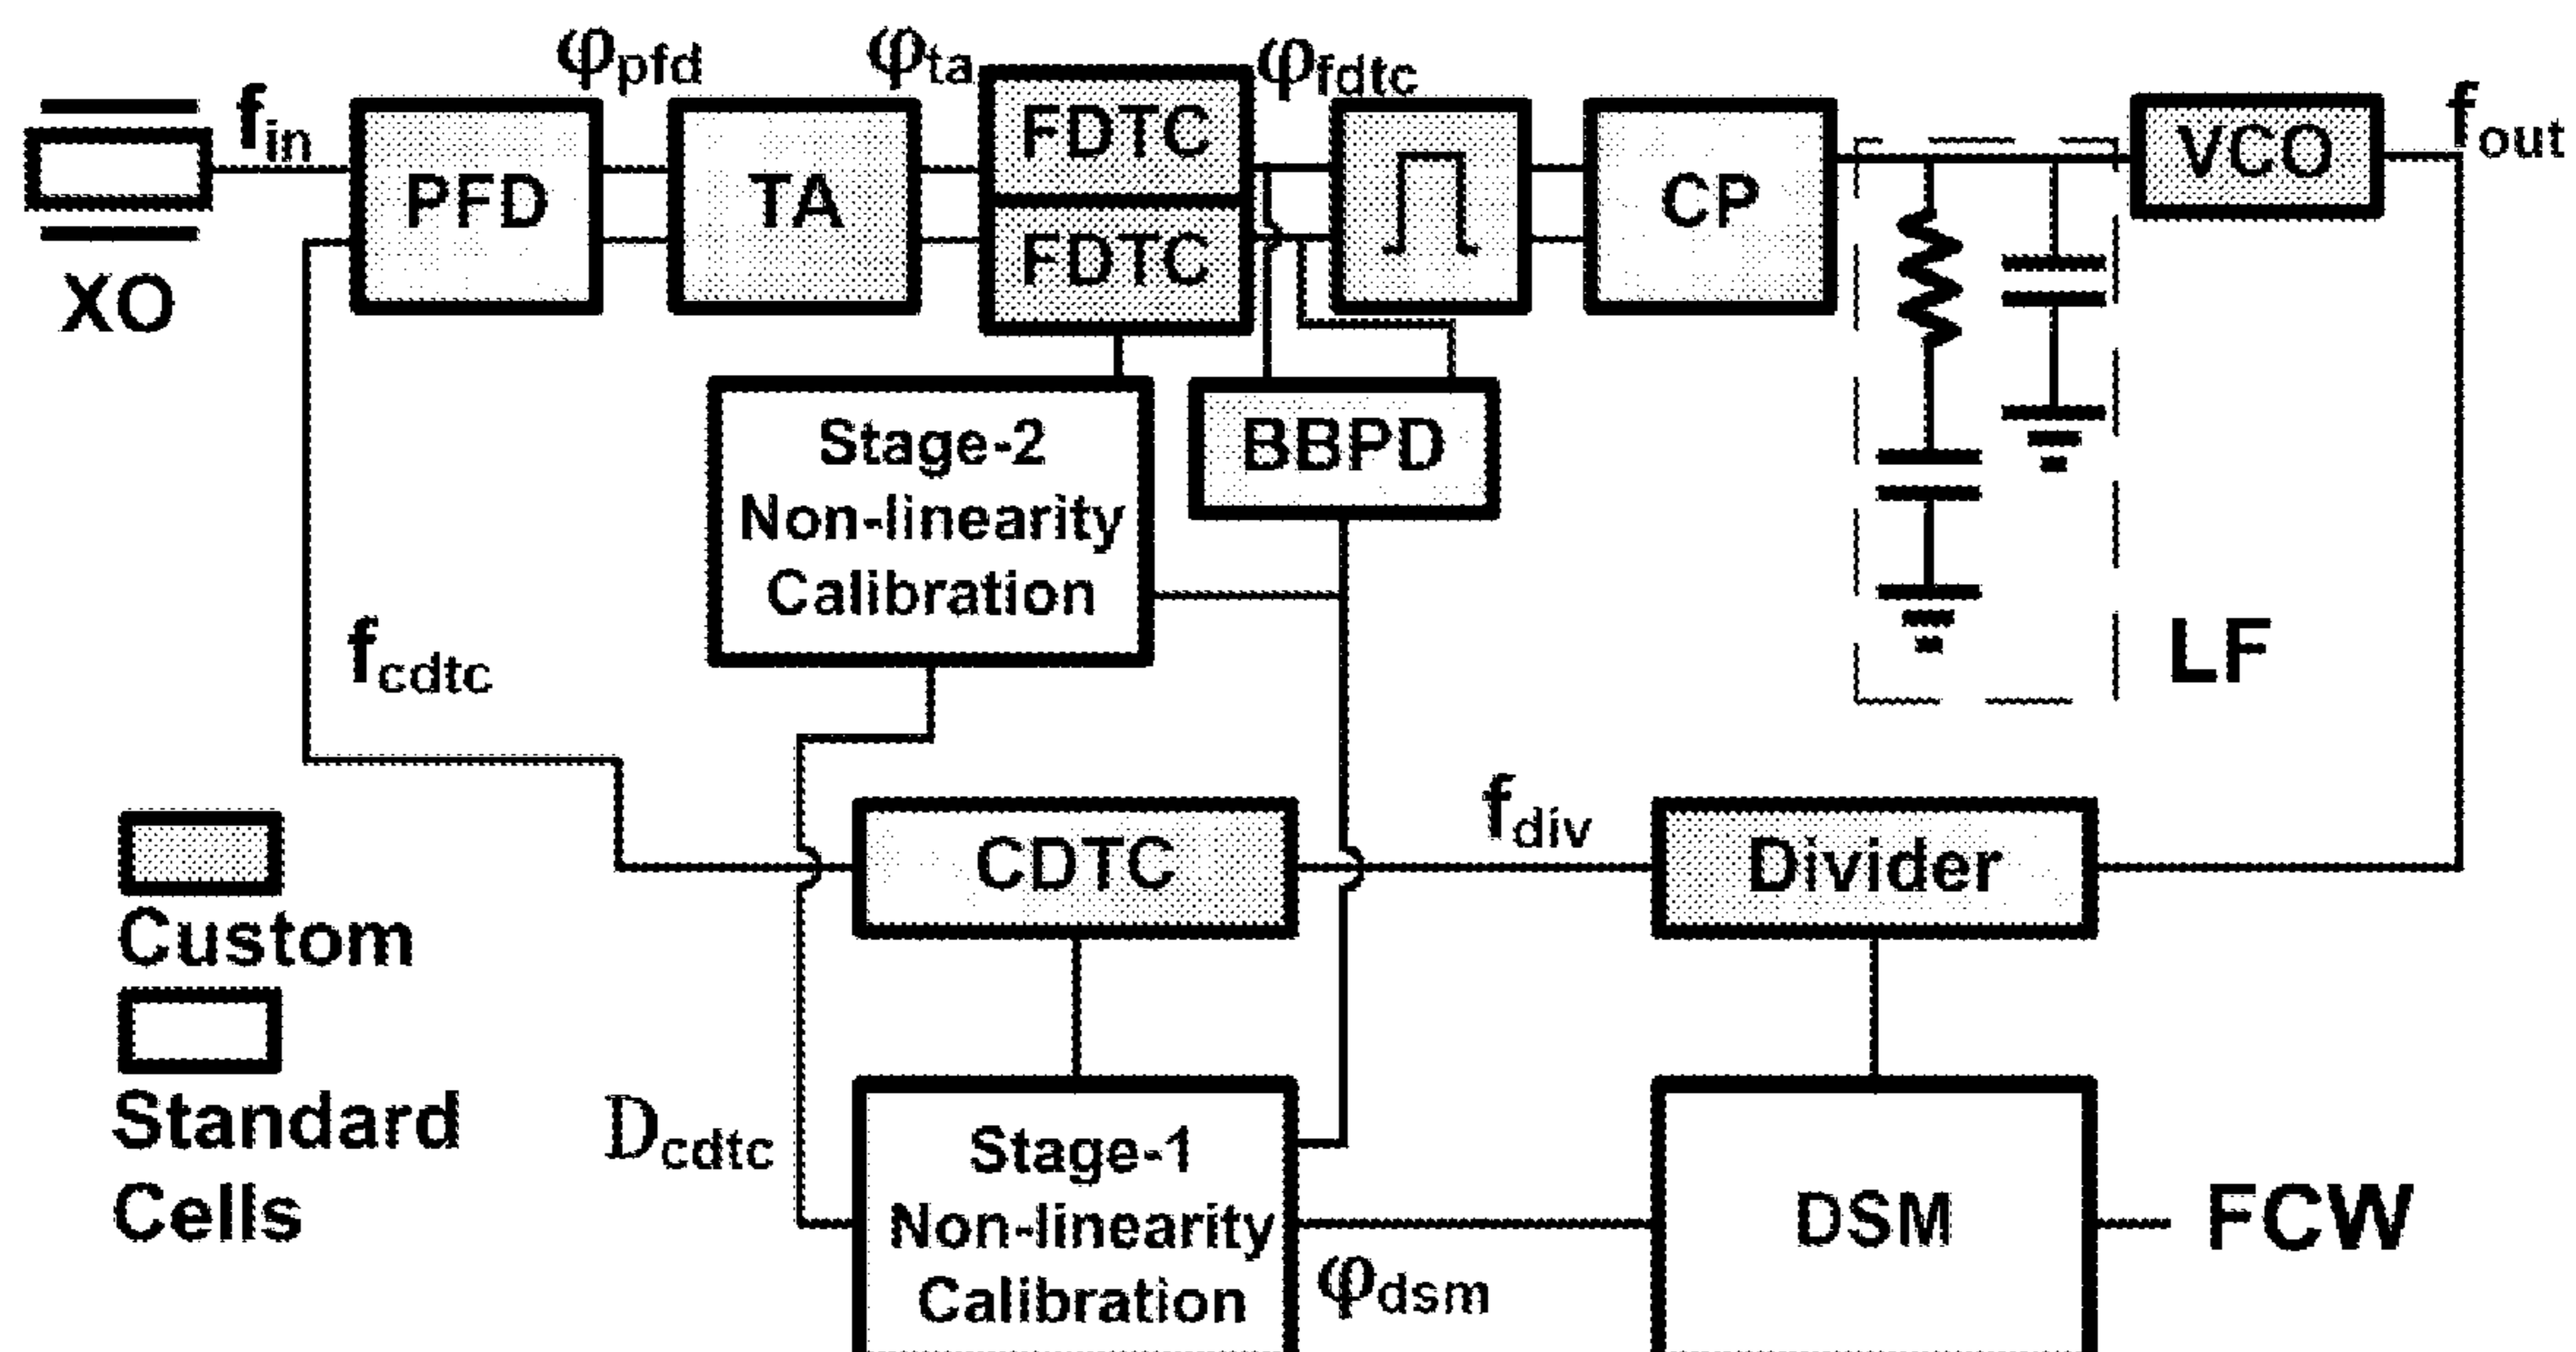 φpfd
φta
φfdtc
fin
fout
FDTC
FDTC
PFD
TA
CP
VCO
XO
BBPD
Stage-2
Non-linearity
Calibration
fcdtc
LF
fdiv
CDTC
Divider
Custom
Standard
Cells
Dcdtc
Stage-1
Non-linearity
Calibration
DSM
FCW
φdsm